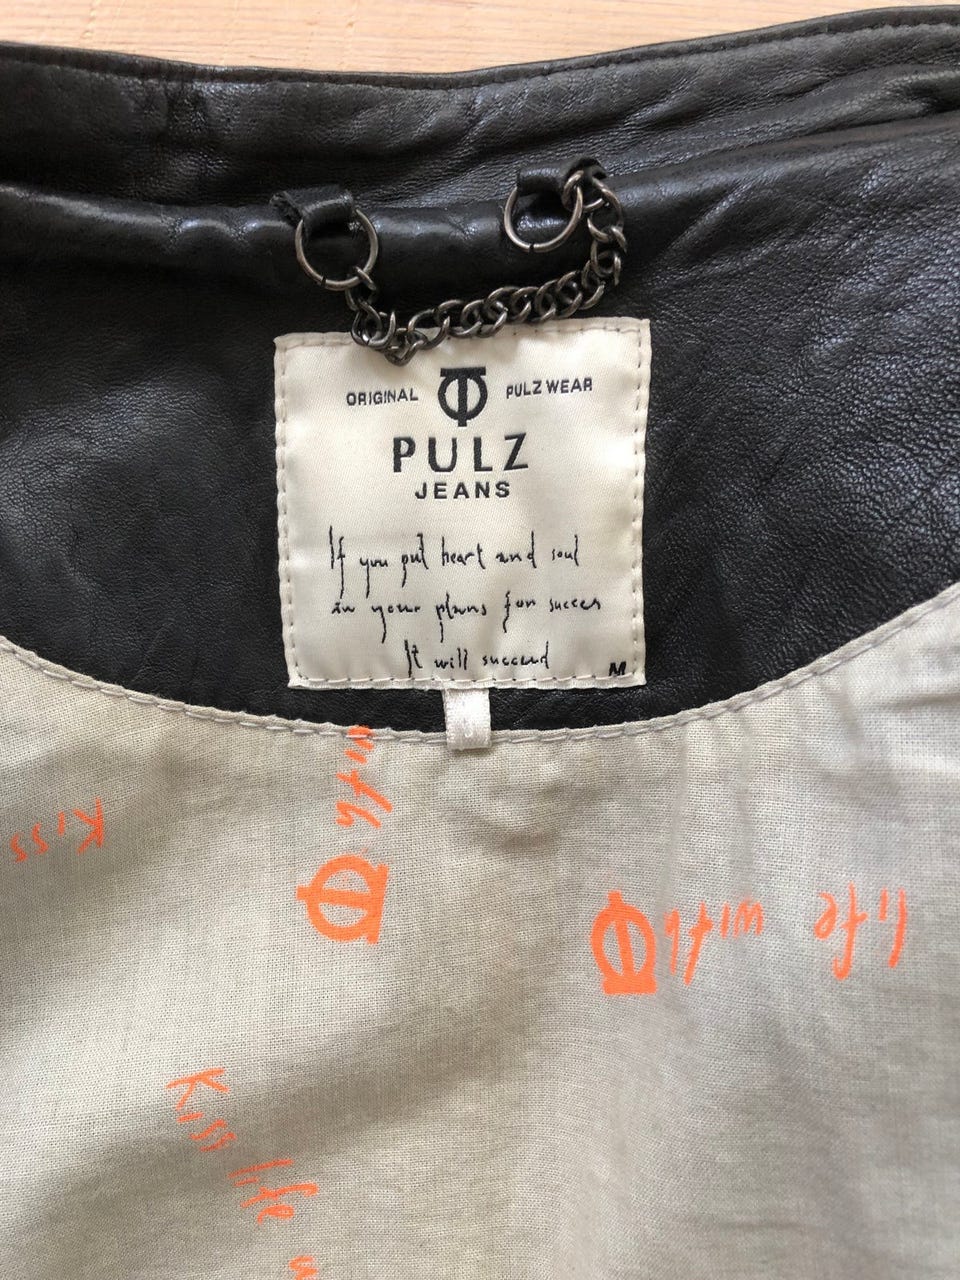 ORIGINAL PULZ WEAR
PULZ
JEANS
If you put heart and soul
in your plans for succes
It will succeed
M
with
Kiss
life with
Kiss life